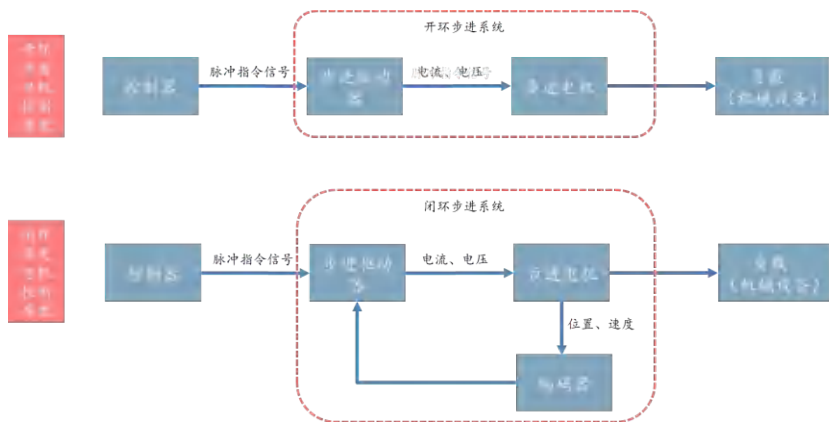 开环步进系统
控制器
脉冲指令信号
步进驱动
器
电流、电压
步进电机
负载
(机械设备)
闭环步进系统
控制器
脉冲指令信号
步进驱动
器
电流、电压
步进电机
负载
(机械设备)
位置、速度
编码器